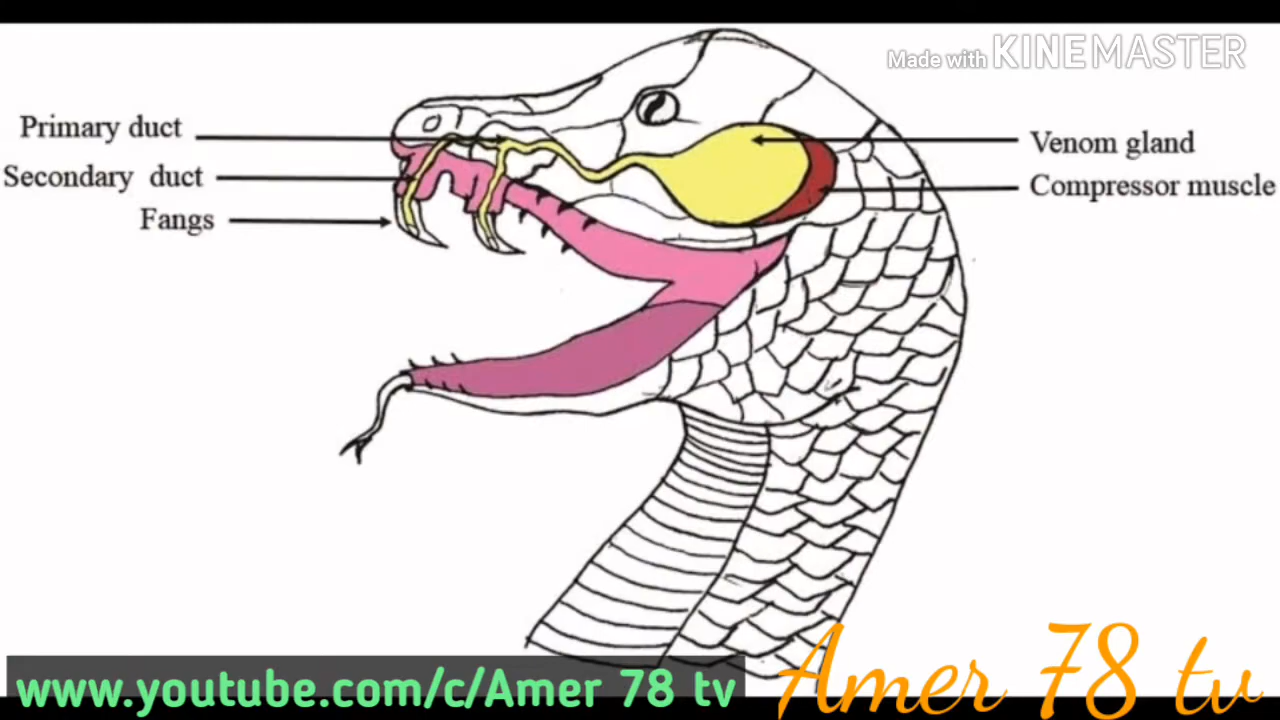 Made with KINEMASTER
Primary duct
Venom gland
Secondary duct
Compressor muscle
Fangs
www.youtube.com/c/Amer 78 tv
Amer 78 tv